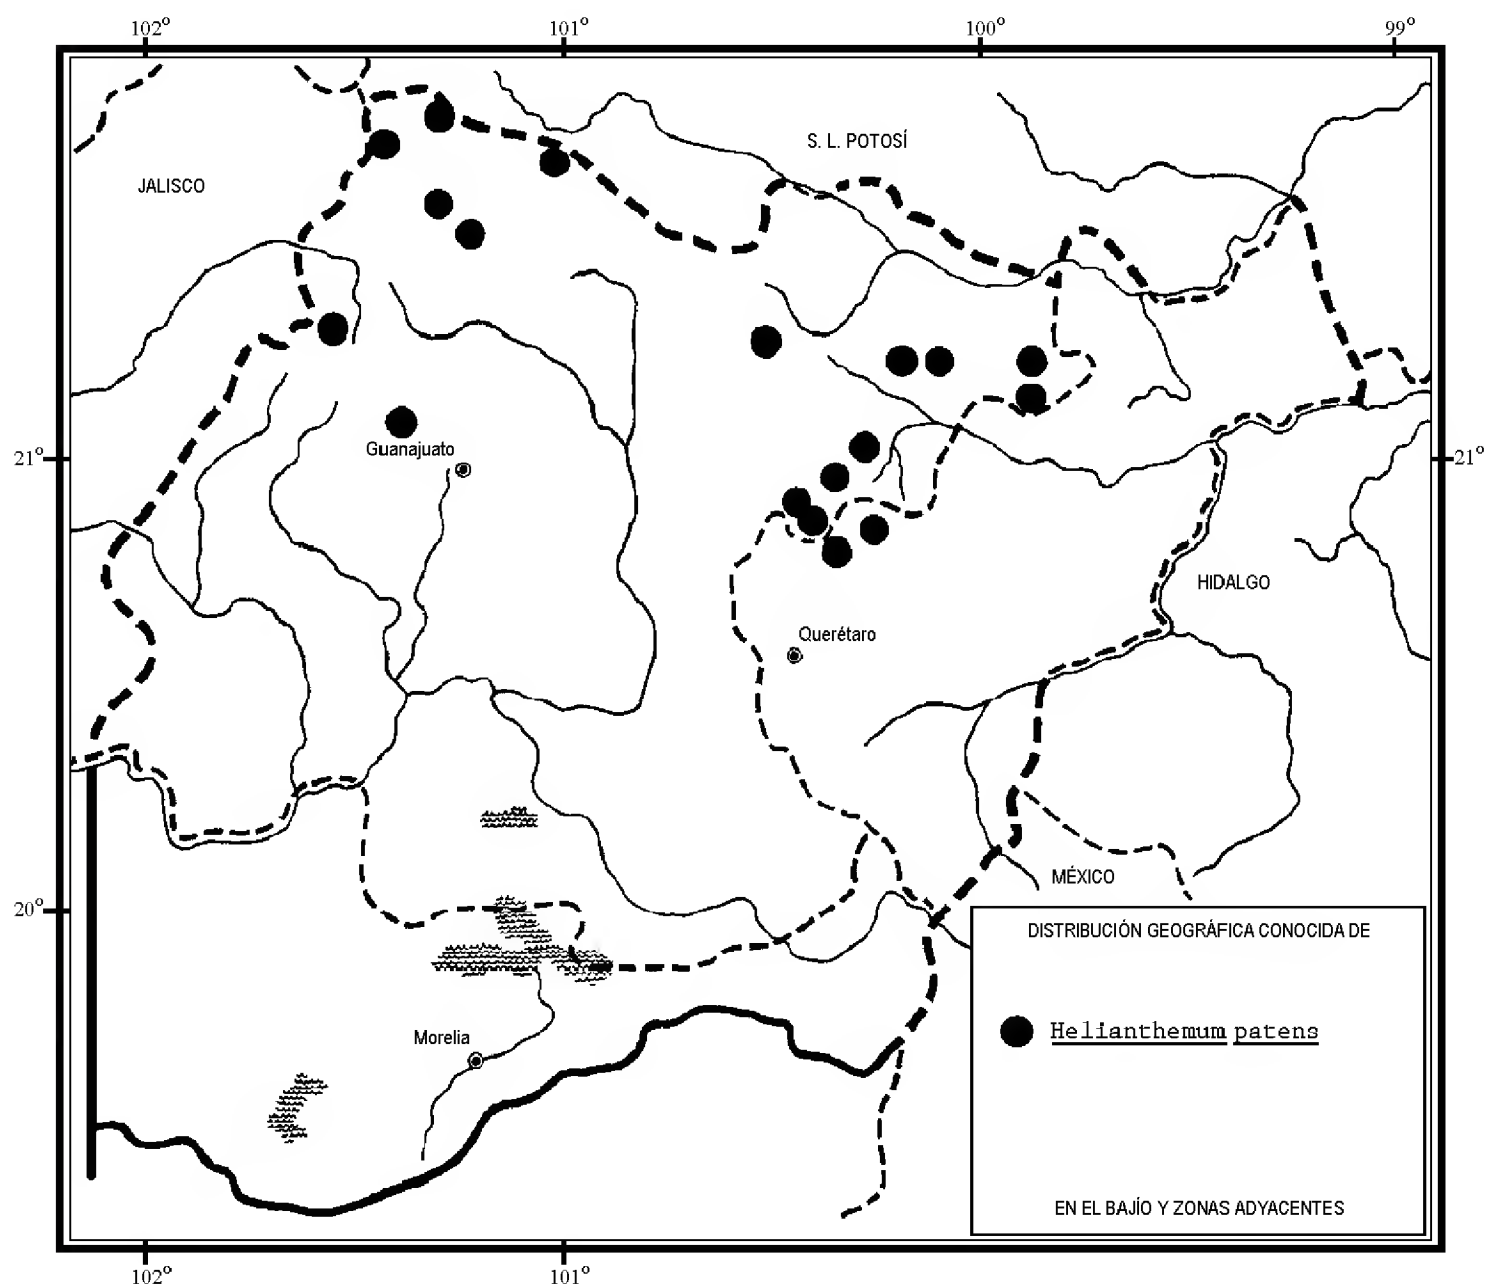 102° 101° 100° 99°
S. L. POTOSÍ
JALISCO
Guanajuato
21° 21°
HIDALGO
Querétaro
MÉXICO
20°
DISTRIBUCIÓN GEOGRÁFICA CONOCIDA DE
Helianthemum patens
Morelia
EN EL BAJÍO Y ZONAS ADYACENTES
102° 101°